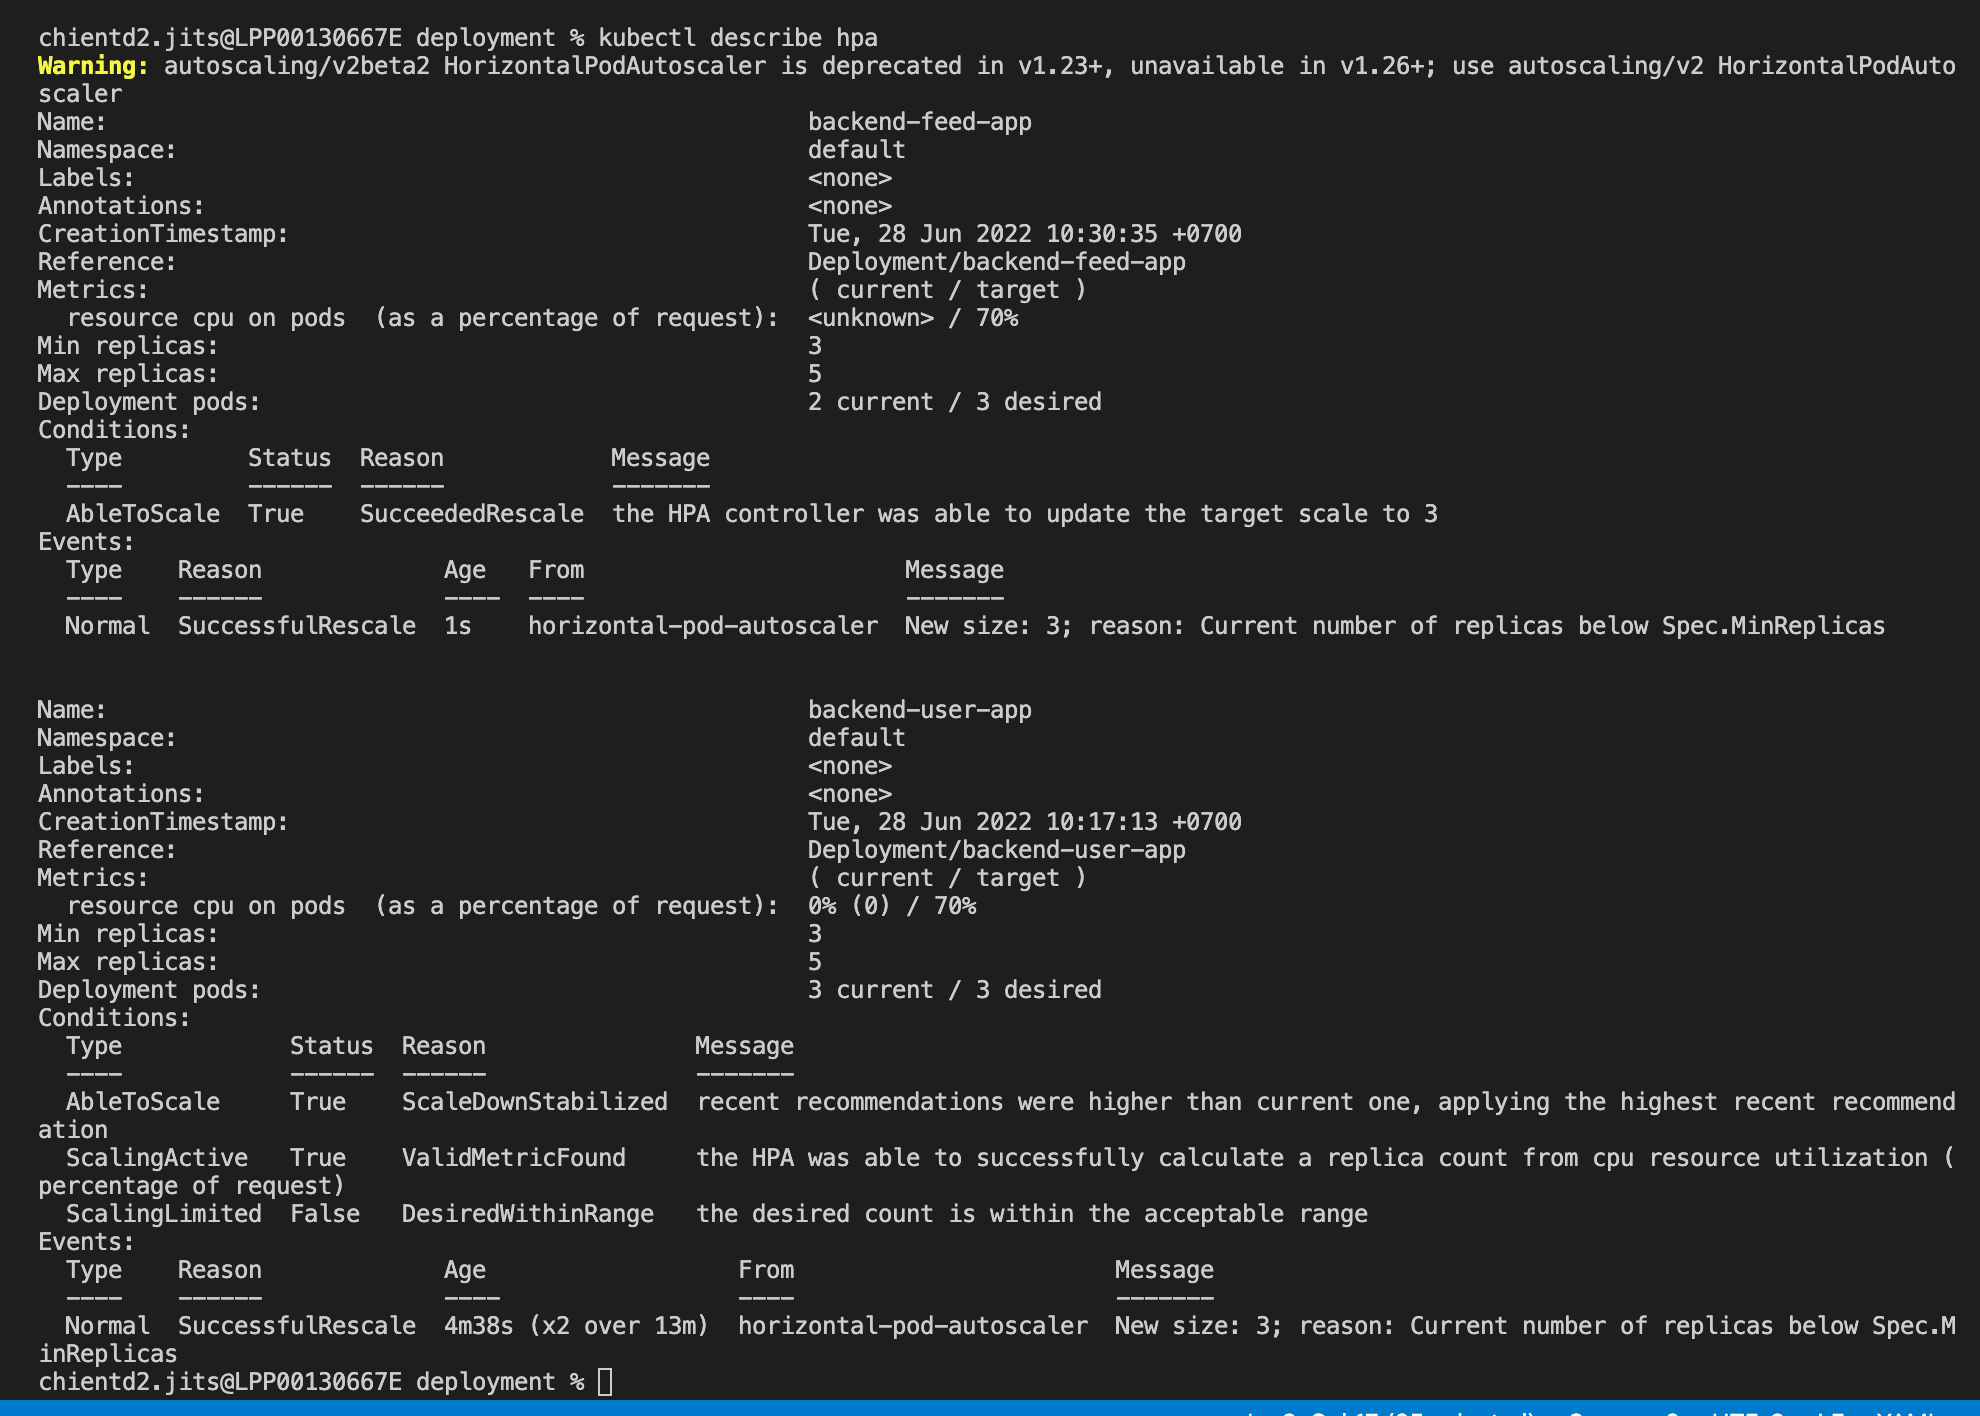 chientd2.jits@LPP00130667E deployment % kubectl describe hpa
Warning: autoscaling/v2beta2 HorizontalPodAutoscaler is deprecated in v1.23+, unavailable in v1.26+; use autoscaling/v2 HorizontalPodAuto
scaler
Name: backend-feed-app
Namespace: default
Labels: <none>
Annotations: <none>
CreationTimestamp: Tue, 28 Jun 2022 10:30:35 +0700
Reference: Deployment/backend-feed-app
Metrics: ( current / target )
resource cpu on pods (as a percentage of request): <unknown> / 70%
Min replicas: 3
Max replicas: 5
Deployment pods: 2 current / 3 desired
Conditions:
Type Status Reason Message
---- ------ ------ -------
AbleToScale True SucceededRescale the HPA controller was able to update the target scale to 3
Events:
Type Reason Age From Message
---- ------ ---- ---- -------
Normal SuccessfulRescale 1s horizontal-pod-autoscaler New size: 3; reason: Current number of replicas below Spec.MinReplicas
Name: backend-user-app
Namespace: default
Labels: <none>
Annotations: <none>
CreationTimestamp: Tue, 28 Jun 2022 10:17:13 +0700
Reference: Deployment/backend-user-app
Metrics: ( current / target )
resource cpu on pods (as a percentage of request): 0% (0) / 70%
Min replicas: 3
Max replicas: 5
Deployment pods: 3 current / 3 desired
Conditions:
Type Status Reason Message
---- ------ ------ -------
AbleToScale True ScaleDownStabilized recent recommendations were higher than current one, applying the highest recent recommend
ation
ScalingActive True ValidMetricFound the HPA was able to successfully calculate a replica count from cpu resource utilization (
percentage of request)
ScalingLimited False DesiredWithinRange the desired count is within the acceptable range
Events:
Type Reason Age From Message
---- ------ ---- ---- -------
Normal SuccessfulRescale 4m38s (x2 over 13m) horizontal-pod-autoscaler New size: 3; reason: Current number of replicas below Spec.M
inReplicas
chientd2.jits@LPP00130667E deployment %